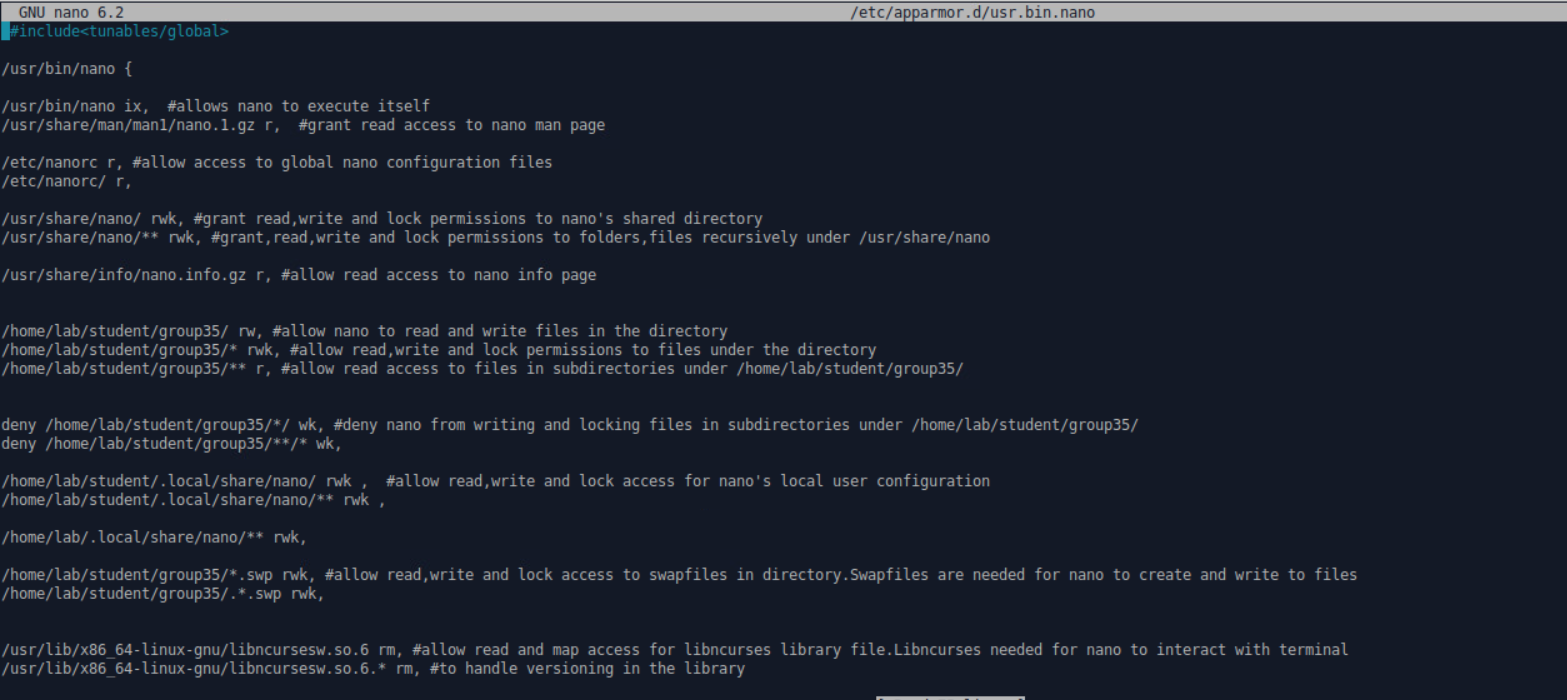 GNU nano 6.2 /etc/apparmor.d/usr.bin.nano
#include<tunables/global>
/usr/bin/nano {
/usr/bin/nano ix,  #allows nano to execute itself
/usr/share/man/man1/nano.1.gz r,  #grant read access to nano man page
/etc/nanorc r, #allow access to global nano configuration files
/etc/nanorc/ r,
/usr/share/nano/ rwk, #grant read,write and lock permissions to nano's shared directory
/usr/share/nano/** rwk, #grant,read,write and lock permissions to folders,files recursively under /usr/share/nano
/usr/share/info/nano.info.gz r, #allow read access to nano info page
/home/lab/student/group35/ rw, #allow nano to read and write files in the directory
/home/lab/student/group35/* rwk, #allow read,write and lock permissions to files under the directory
/home/lab/student/group35/** r, #allow read access to files in subdirectories under /home/lab/student/group35/
deny /home/lab/student/group35/*/ wk, #deny nano from writing and locking files in subdirectories under /home/lab/student/group35/
deny /home/lab/student/group35/**/* wk,
/home/lab/student/.local/share/nano/ rwk ,  #allow read,write and lock access for nano's local user configuration
/home/lab/student/.local/share/nano/** rwk ,
/home/lab/.local/share/nano/** rwk,
/home/lab/student/group35/*.swp rwk, #allow read,write and lock access to swapfiles in directory.Swapfiles are needed for nano to create and write to files
/home/lab/student/group35/.*.swp rwk,
/usr/lib/x86_64-linux-gnu/libncursesw.so.6 rm, #allow read and map access for libncurses library file.Libncurses needed for nano to interact with terminal
/usr/lib/x86_64-linux-gnu/libncursesw.so.6.* rm, #to handle versioning in the library